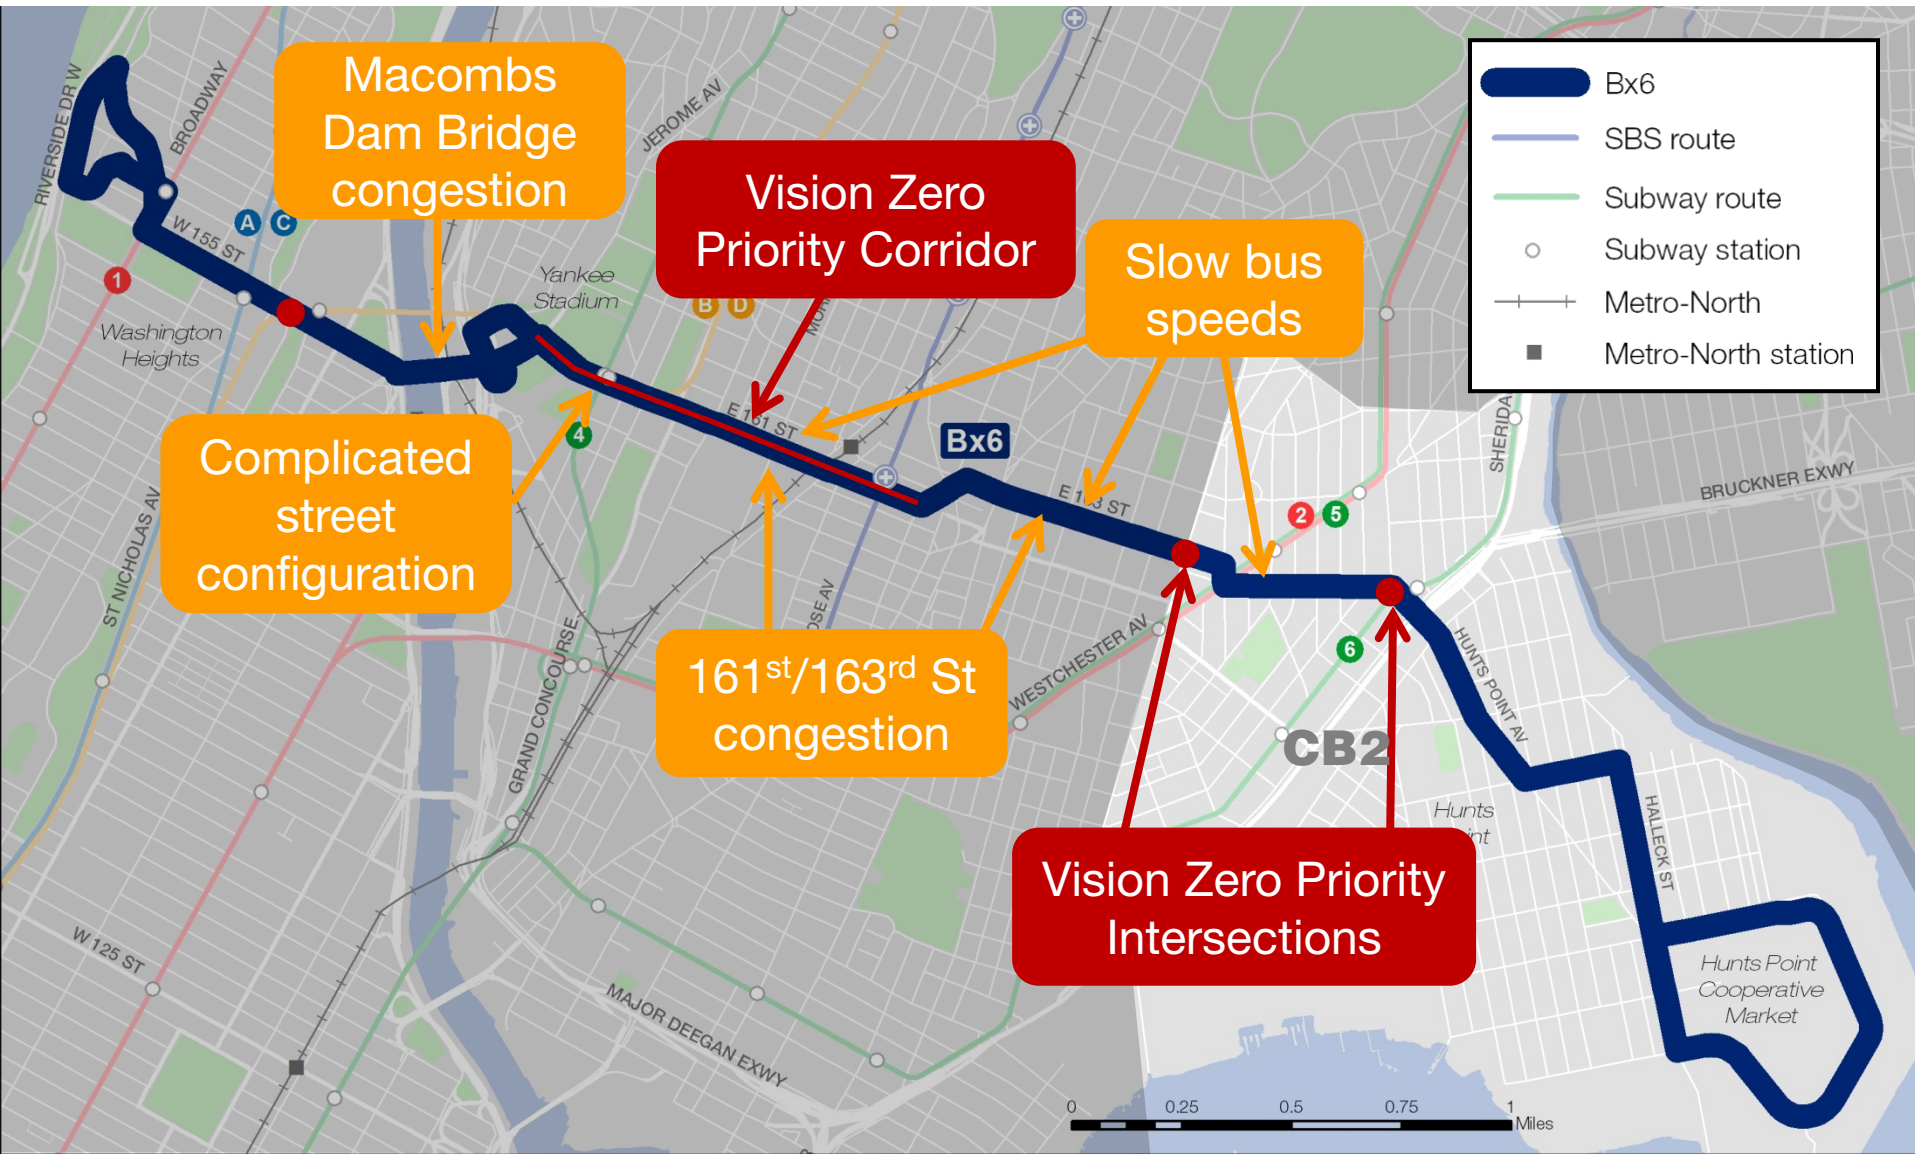 Macombs
Dam Bridge
congestion
Vision Zero
Priority Corridor
Slow bus
speeds
Bx6
SBS route
Subway route
Subway station
Metro-North
Metro-North station
RIVERSIDE DR W
BROADWAY
JEROME AV
A C
W 155 ST
1
Washington
Heights
Yankee
Stadium
B D
E 161 ST
4
Bx6
E 163 ST
2 5
BRUCKNER EXWY
Complicated
street
configuration
ST NICHOLAS AV
GRAND CONCOURSE
161st/163rd St
congestion
WESTCHESTER AV
6
HUNTS POINT AV
CB2
Hunts
HALLECK ST
Vision Zero Priority
Intersections
W 125 ST
MAJOR DEEGAN EXWY
Hunts Point
Cooperative
Market
0 0.25 0.5 0.75 1
Miles